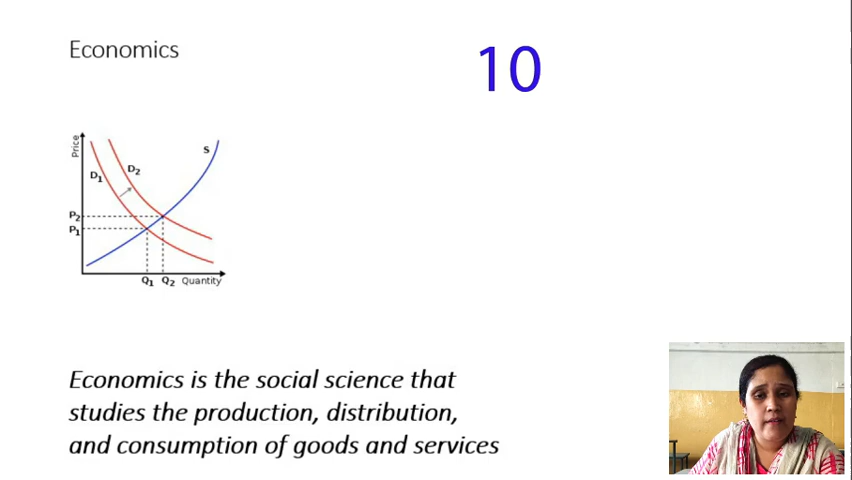 Economics
10
Price
S
D1
D2
P2
P1
Q1 Q2 Quantity
Economics is the social science that
studies the production, distribution,
and consumption of goods and services